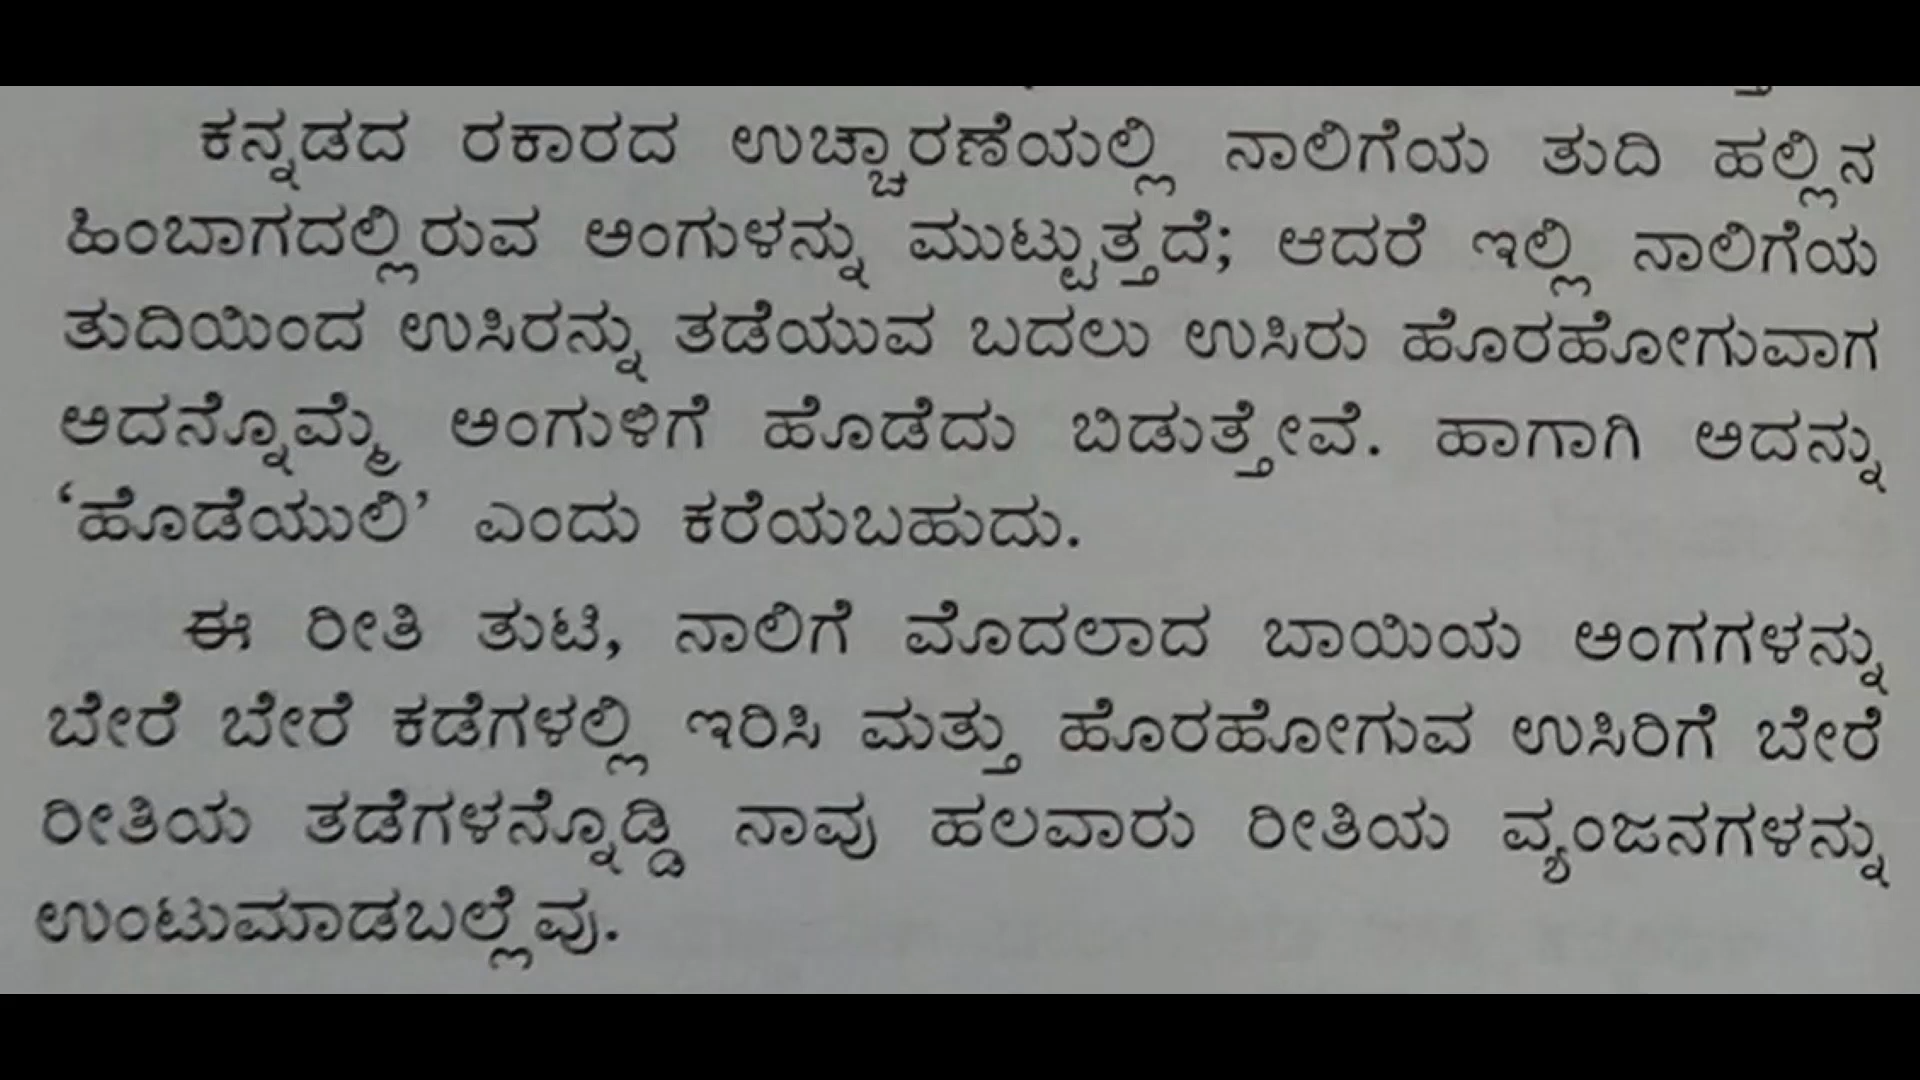 ಕನ್ನಡದ ರಕಾರದ ಉಚ್ಚಾರಣೆಯಲ್ಲಿ ನಾಲಿಗೆಯ ತುದಿ ಹಲ್ಲಿನ
ಹಿಂಬಾಗದಲ್ಲಿರುವ ಅಂಗುಳನ್ನು ಮುಟ್ಟುತ್ತದೆ; ಆದರೆ ಇಲ್ಲಿ ನಾಲಿಗೆಯ
ತುದಿಯಿಂದ ಉಸಿರನ್ನು ತಡೆಯುವ ಬದಲು ಉಸಿರು ಹೊರಹೋಗುವಾಗ
ಅದನ್ನೊಮ್ಮೆ ಅಂಗುಳಿಗೆ ಹೊಡೆದು ಬಿಡುತ್ತೇವೆ. ಹಾಗಾಗಿ ಅದನ್ನು
‘ಹೊಡೆಯುಲಿ’ ಎಂದು ಕರೆಯಬಹುದು.
ಈ ರೀತಿ ತುಟಿ, ನಾಲಿಗೆ ಮೊದಲಾದ ಬಾಯಿಯ ಅಂಗಗಳನ್ನು
ಬೇರೆ ಬೇರೆ ಕಡೆಗಳಲ್ಲಿ ಇರಿಸಿ ಮತ್ತು ಹೊರಹೋಗುವ ಉಸಿರಿಗೆ ಬೇರೆ
ರೀತಿಯ ತಡೆಗಳನ್ನೊಡ್ಡಿ ನಾವು ಹಲವಾರು ರೀತಿಯ ವ್ಯಂಜನಗಳನ್ನು
ಉಂಟುಮಾಡಬಲ್ಲೆವು.